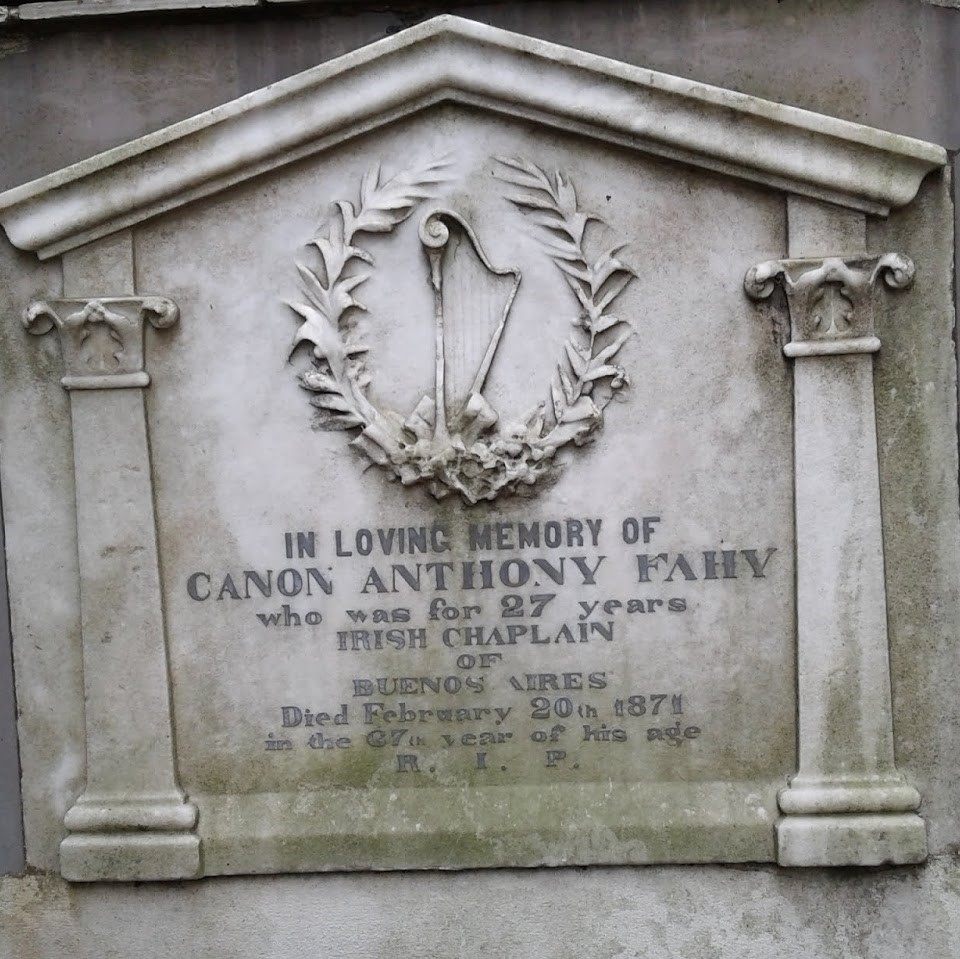 IN LOVING MEMORY OF
CANON ANTHONY FAHY
who was for 27 years
IRISH CHAPLAIN
OF
BUENOS AIRES
Died February 20th 1871
in the 67th year of his age
R. I. P.